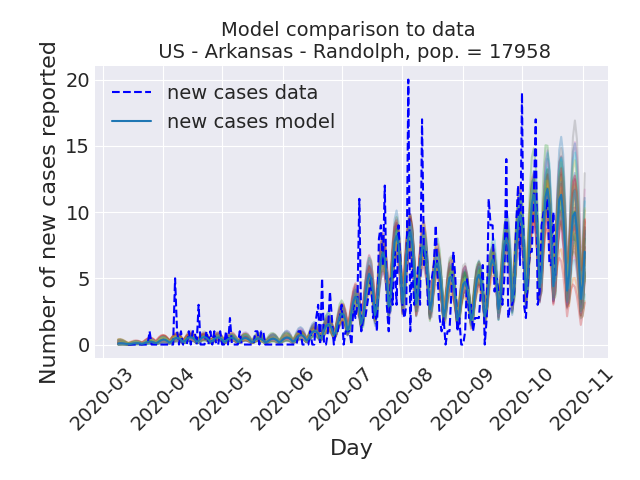 Model comparison to data
US - Arkansas - Randolph, pop. = 17958
new cases data
new cases model
Number of new cases reported
20
15
10
5
0
2020-03
2020-04
2020-05
2020-06
2020-07
2020-08
2020-09
2020-10
2020-11
Day